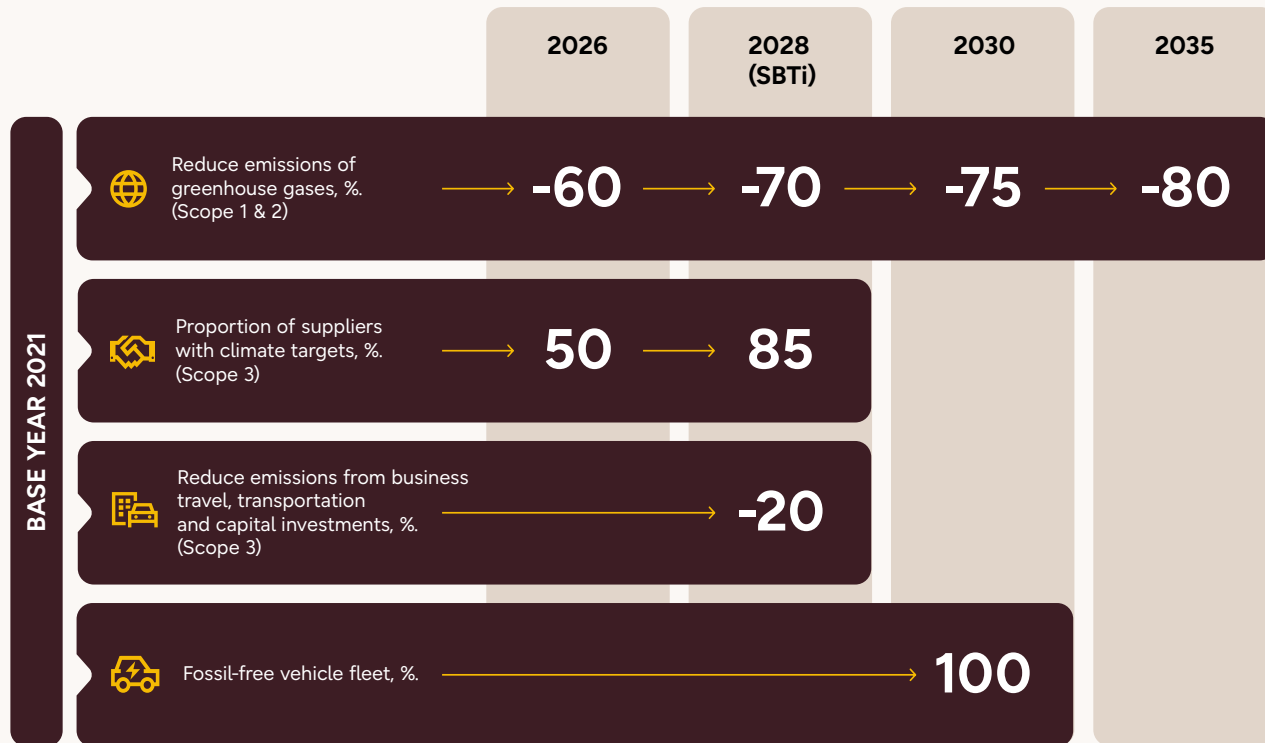 2026
2028
(SBTi)
2030
2035
BASE YEAR 2021
Reduce emissions of
greenhouse gases, %.
(Scope 1 & 2)
-60
-70
-75
-80
Proportion of suppliers
with climate targets, %.
(Scope 3)
50
85
Reduce emissions from business
travel, transportation
and capital investments, %.
(Scope 3)
-20
Fossil-free vehicle fleet, %.
100